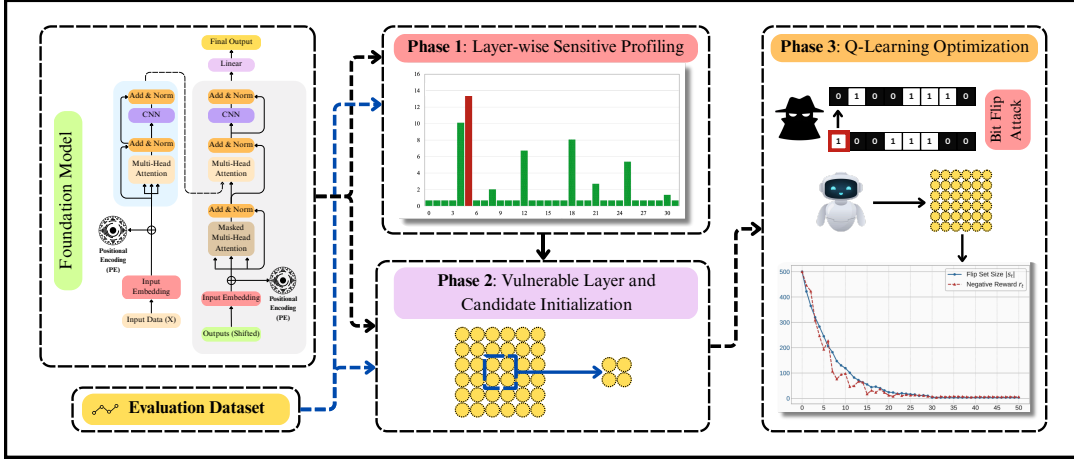 Foundation Model
Final Output
Linear
Add & Norm
CNN
Add & Norm
Multi-Head
Attention
Positional
Encoding
(PE)
Input
Embedding
Input Data (X)
Add & Norm
CNN
Add & Norm
Multi-Head
Attention
Add & Norm
Masked
Multi-Head
Attention
Positional
Encoding
(PE)
Input Embedding
Outputs (Shifted)
Evaluation Dataset
Phase 1: Layer-wise Sensitive Profiling
16
14
12
10
8
6
4
2
0
0 3 6 9 12 15 18 21 24 27 30
Phase 2: Vulnerable Layer and
Candidate Initialization
Phase 3: Q-Learning Optimization
0 1 0 0 1 1 1 0
1 0 0 1 1 1 0 0
Bit Flip
Attack
Flip Set Size |sₜ|
Negative Reward rₜ
500
400
300
200
100
0
0 5 10 15 20 25 30 35 40 45 50